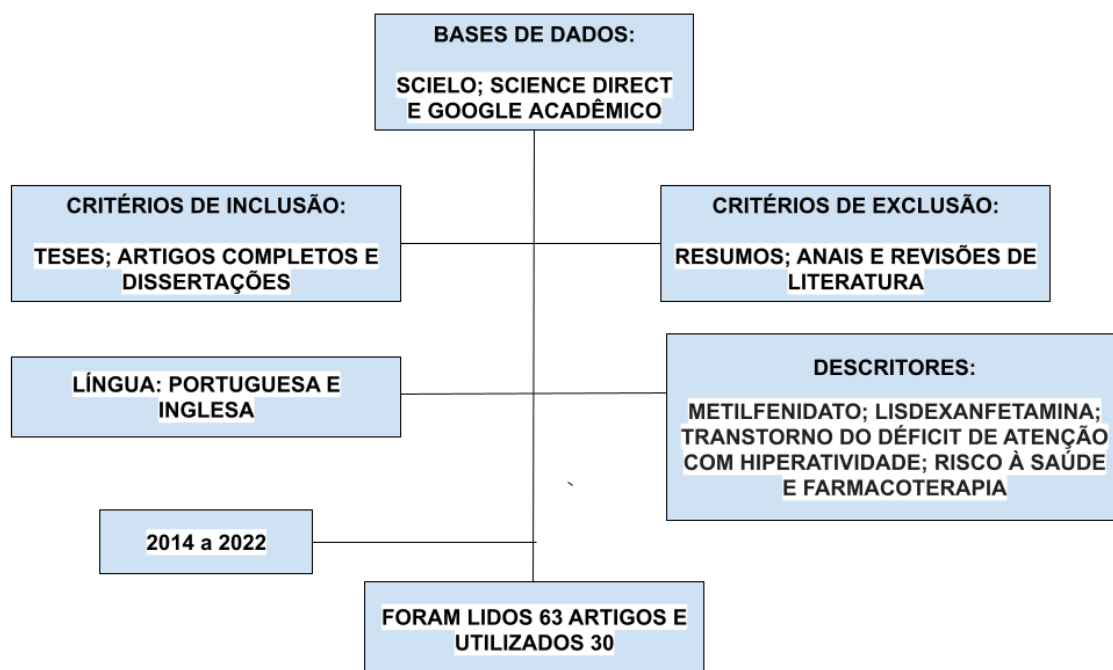 BASES DE DADOS:
SCIELO; SCIENCE DIRECT
E GOOGLE ACADÊMICO
CRITÉRIOS DE INCLUSÃO:
TESES; ARTIGOS COMPLETOS E
DISSERTAÇÕES
CRITÉRIOS DE EXCLUSÃO:
RESUMOS; ANAIS E REVISÕES DE
LITERATURA
LÍNGUA: PORTUGUESA E
INGLESA
DESCRITORES:
METILFENIDATO; LISDEXANFETAMINA;
TRANSTORNO DO DÉFICIT DE ATENÇÃO
COM HIPERATIVIDADE; RISCO À SAÚDE
E FARMACOTERAPIA
2014 a 2022
FORAM LIDOS 63 ARTIGOS E
UTILIZADOS 30